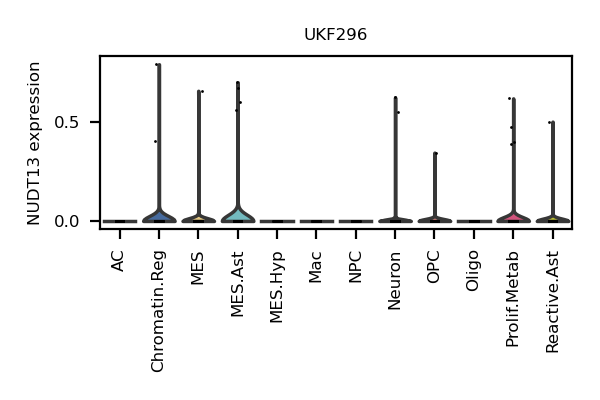 UKF296
NUDT13 expression
0.5
0.0
AC
Chromatin.Reg
MES
MES.Ast
MES.Hyp
Mac
NPC
Neuron
OPC
Oligo
Prolif.Metab
Reactive.Ast